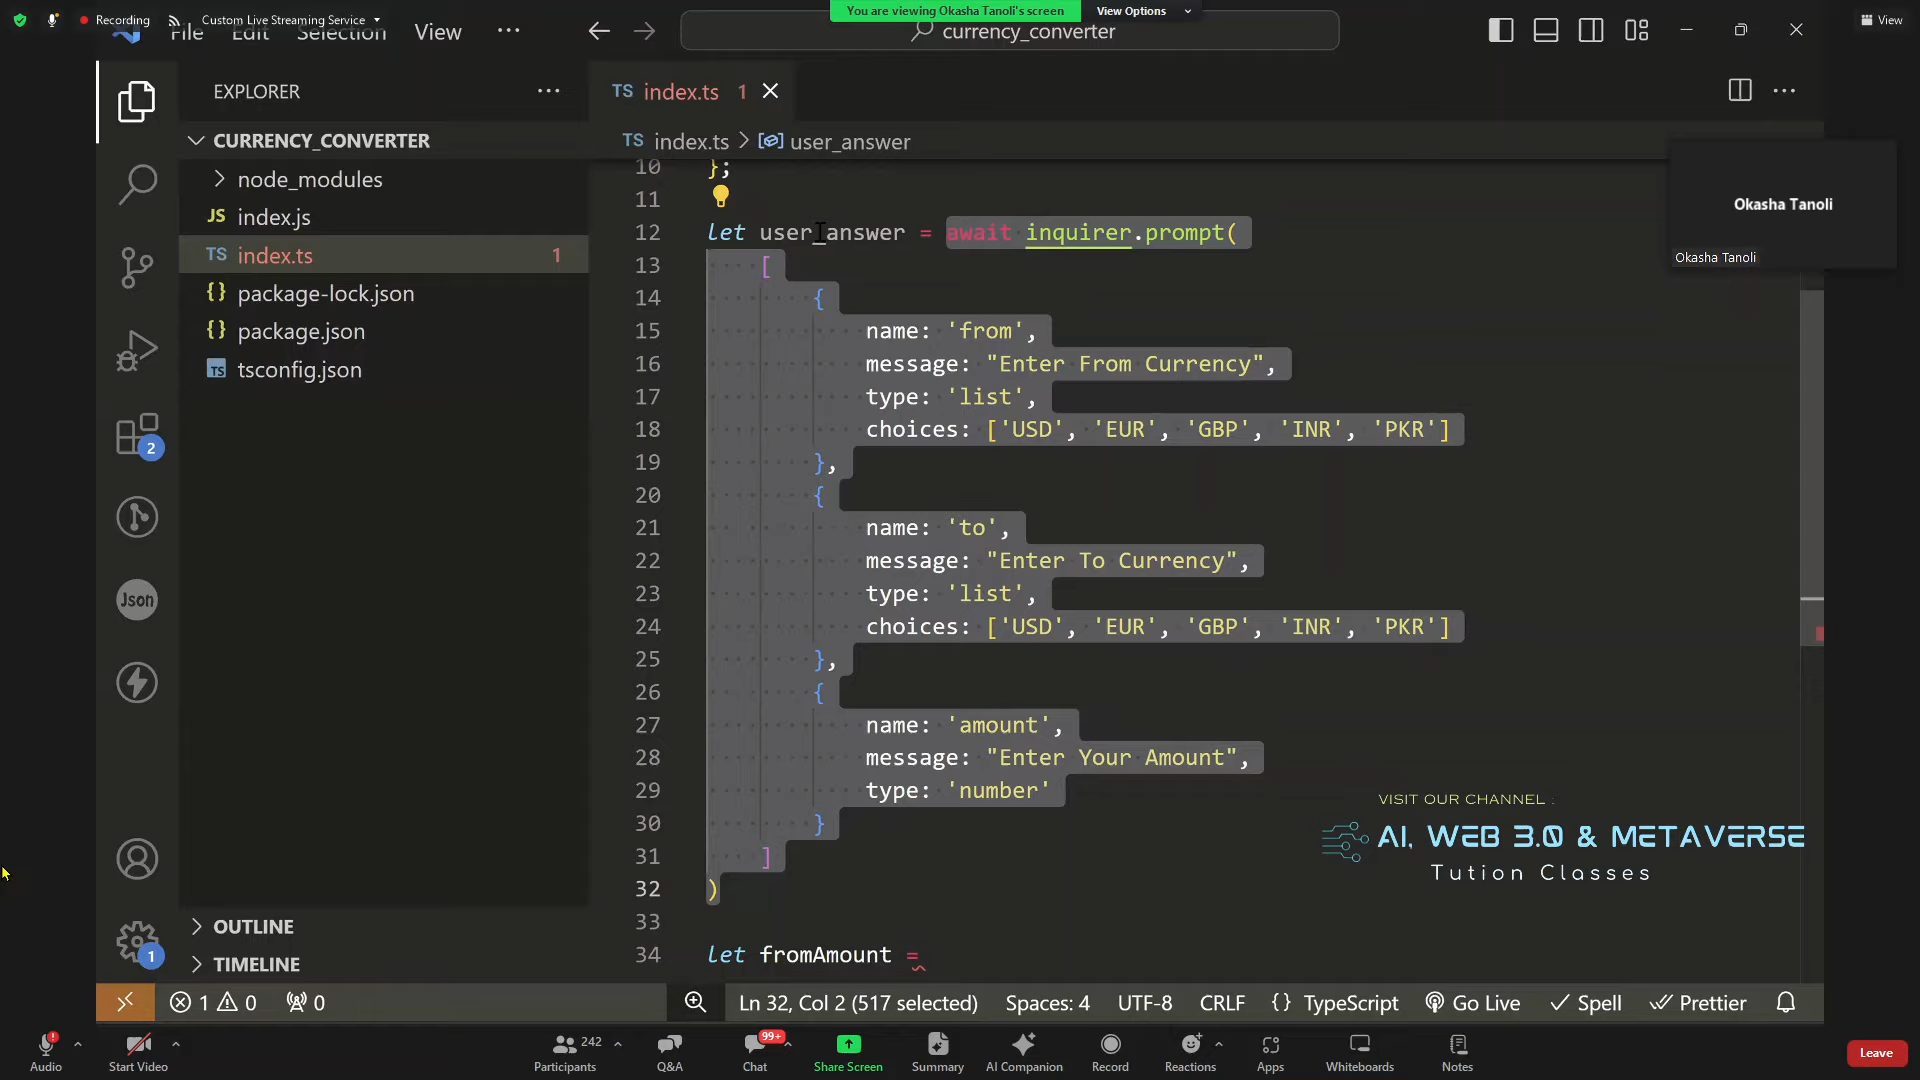 Recording
Custom Live Streaming Service
You are viewing Okasha Tanoli's screen
View Options
View
File Edit Selection View
currency_converter
EXPLORER
TS index.ts 1
CURRENCY_CONVERTER
TS index.ts > user_answer
node_modules
JS index.js
TS index.ts 1
{} package-lock.json
{} package.json
TS tsconfig.json
2
Json
1
OUTLINE
TIMELINE
10 };
11
12 let user_answer = await inquirer.prompt(
13 [
14 {
15 name: 'from',
16 message: "Enter From Currency",
17 type: 'list',
18 choices: ['USD', 'EUR', 'GBP', 'INR', 'PKR']
19 },
20 {
21 name: 'to',
22 message: "Enter To Currency",
23 type: 'list',
24 choices: ['USD', 'EUR', 'GBP', 'INR', 'PKR']
25 },
26 {
27 name: 'amount',
28 message: "Enter Your Amount",
29 type: 'number'
30 }
31 ]
32 )
33
34 let fromAmount =
Okasha Tanoli
Okasha Tanoli
VISIT OUR CHANNEL :
AI, WEB 3.0 & METAVERSE
Tution Classes
1 0 0
Ln 32, Col 2 (517 selected) Spaces: 4 UTF-8 CRLF {} TypeScript Go Live Spell Prettier
Audio
Start Video
242
Participants
Q&A
99+
Chat
Share Screen
Summary
AI Companion
Record
Reactions
Apps
Whiteboards
Notes
Leave